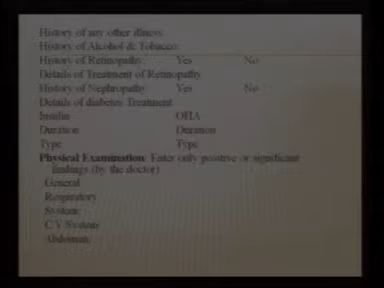 History of any other illness:
History of Alcohol & Tobacco:
History of Retinopathy: Yes No
Details of Treatment of Retinopathy
History of Nephropathy: Yes No
Details of diabetes Treatment
Insulin OHA
Duration Duration
Type Type
Physical Examination: Enter only positive or significant
findings (by the doctor)
General
Respiratory
System:
C V System
Abdomen: